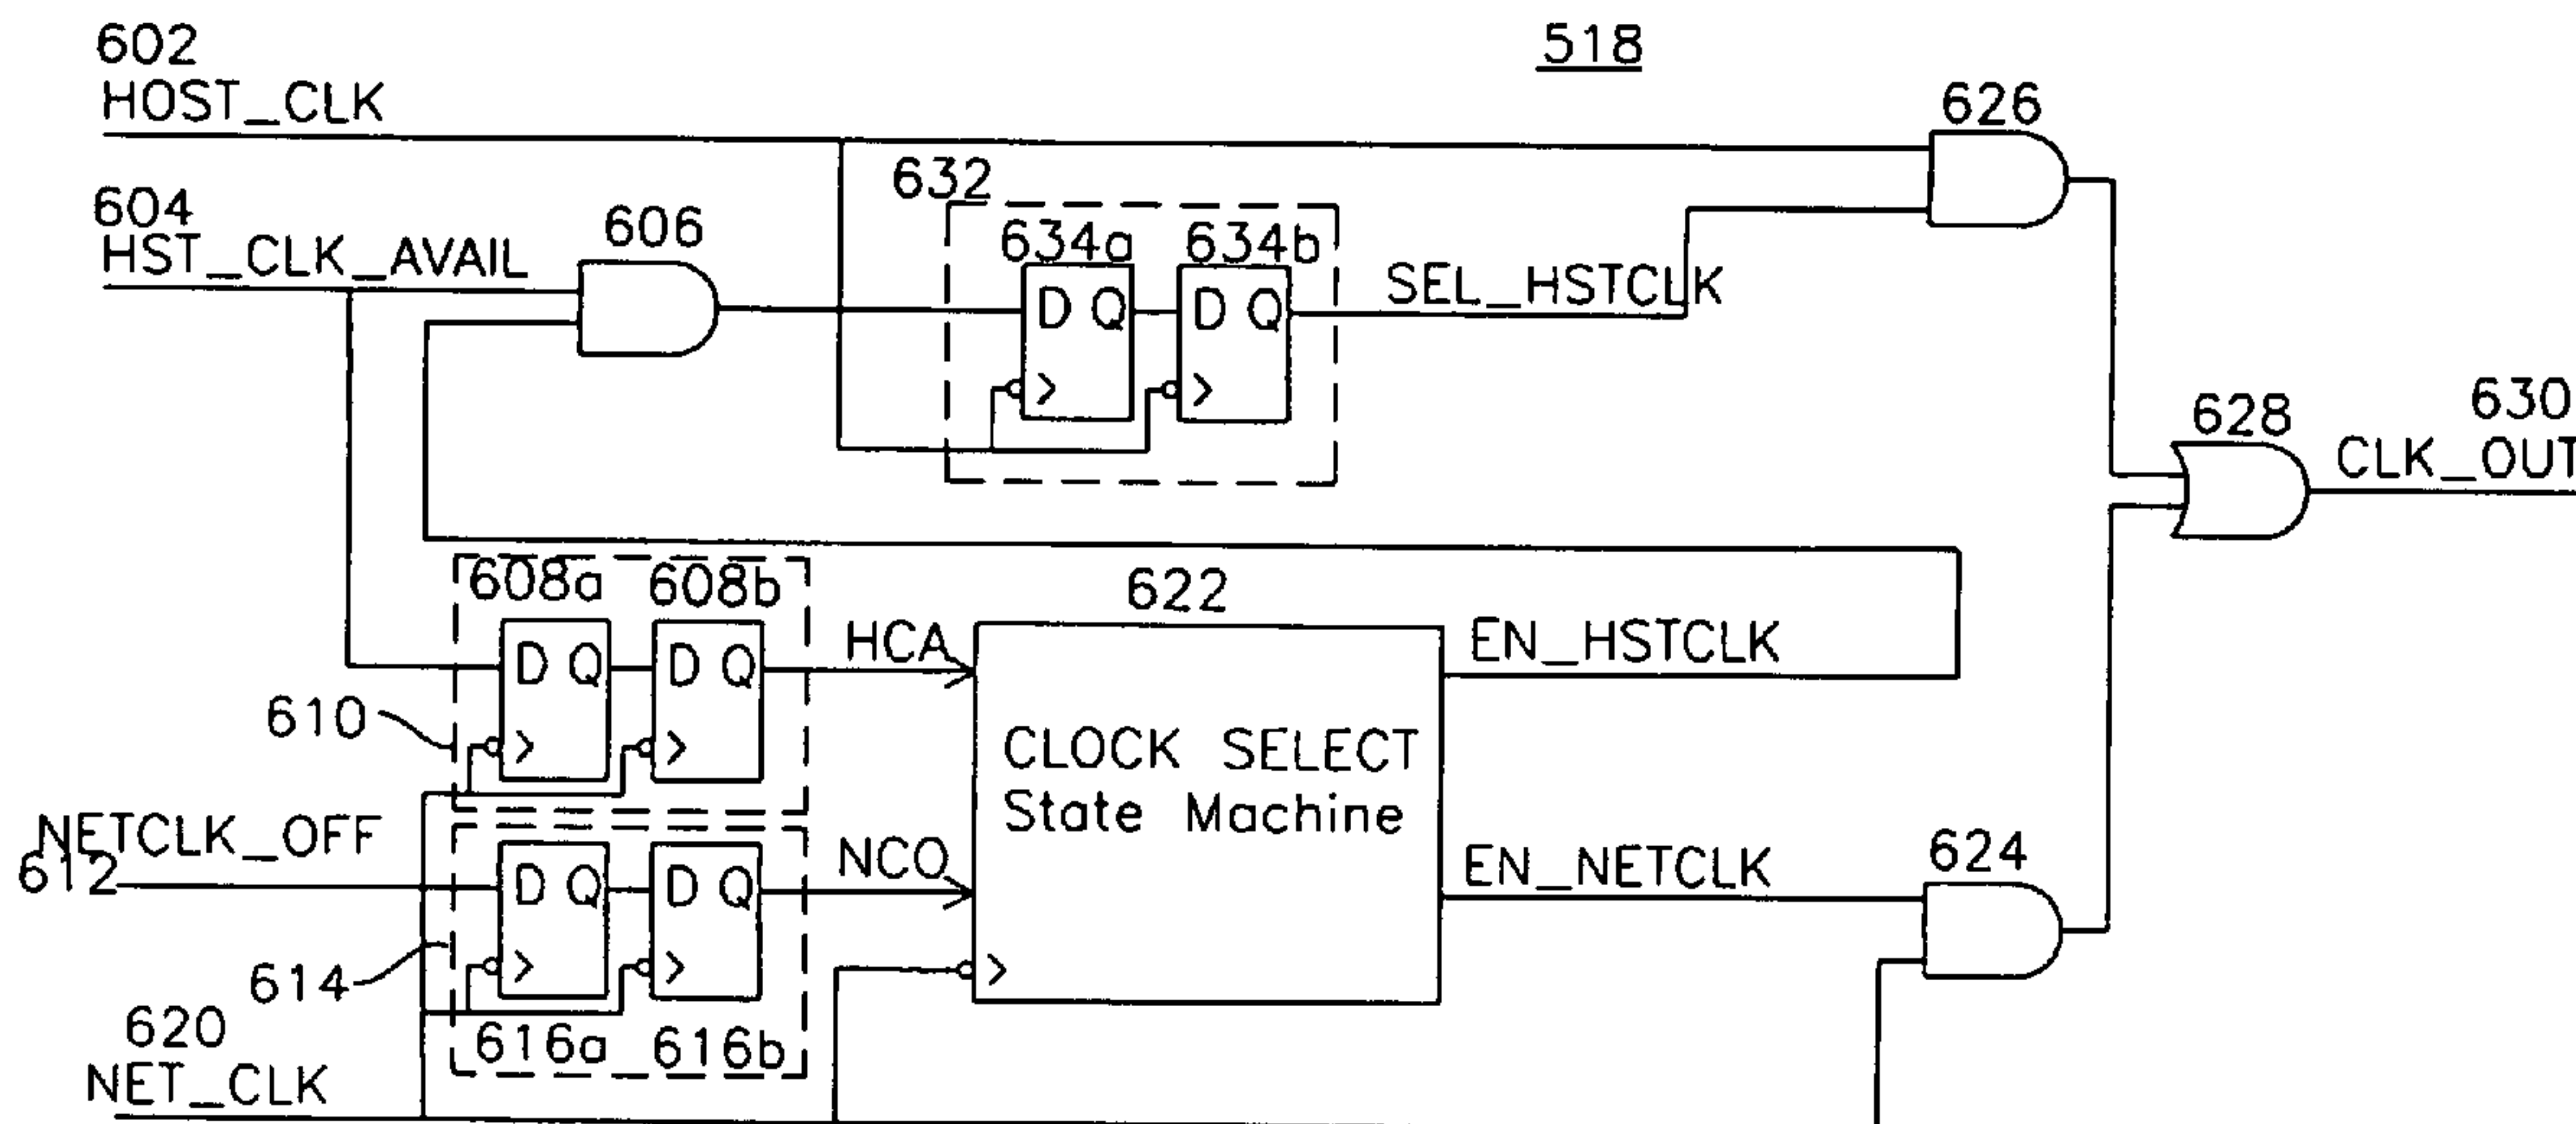 602
HOST_CLK
518
626
604
HST_CLK_AVAIL
606
632
634a
634b
D Q
D Q
>
>
SEL_HSTCLK
628
630
CLK_OUT
608a
608b
D Q
D Q
>
>
610
HCA
622
CLOCK SELECT
State Machine
>
EN_HSTCLK
NETCLK_OFF
612
D Q
D Q
>
>
614
616a
616b
NCO
EN_NETCLK
624
620
NET_CLK